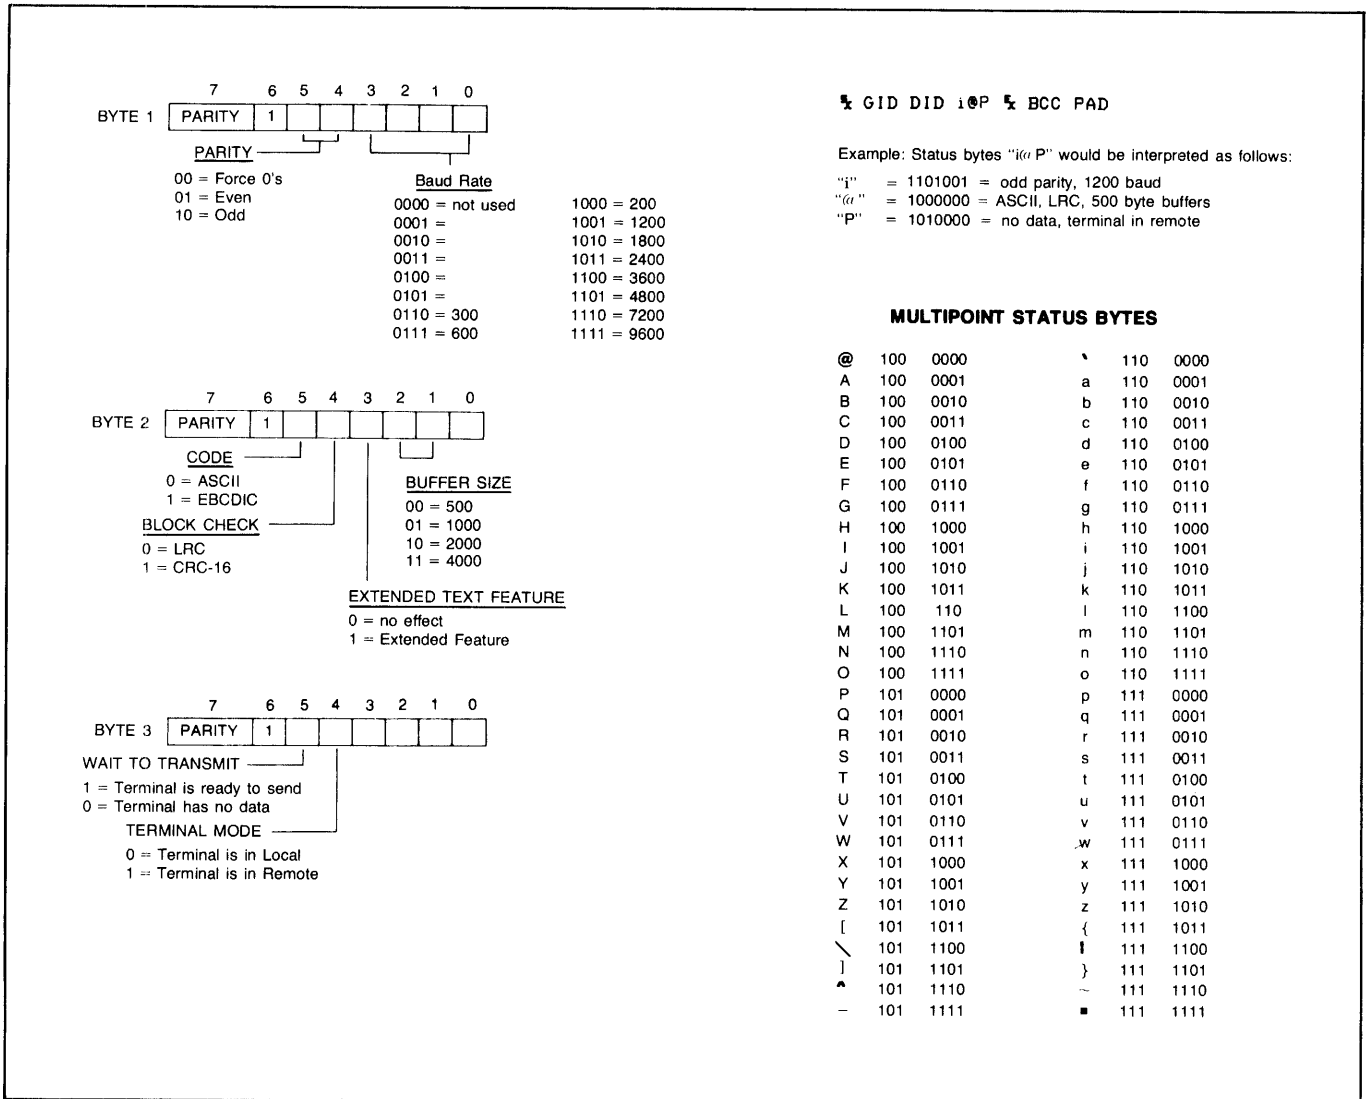 7 6 5 4 3 2 1 0
BYTE 1 PARITY 1
PARITY
00 = Force 0's
01 = Even
10 = Odd
Baud Rate
0000 = not used 1000 = 200
0001 = 1001 = 1200
0010 = 1010 = 1800
0011 = 1011 = 2400
0100 = 1100 = 3600
0101 = 1101 = 4800
0110 = 300 1110 = 7200
0111 = 600 1111 = 9600
7 6 5 4 3 2 1 0
BYTE 2 PARITY 1
CODE
0 = ASCII
1 = EBCDIC
BLOCK CHECK
0 = LRC
1 = CRC-16
BUFFER SIZE
00 = 500
01 = 1000
10 = 2000
11 = 4000
EXTENDED TEXT FEATURE
0 = no effect
1 = Extended Feature
7 6 5 4 3 2 1 0
BYTE 3 PARITY 1
WAIT TO TRANSMIT
1 = Terminal is ready to send
0 = Terminal has no data
TERMINAL MODE
0 = Terminal is in Local
1 = Terminal is in Remote
GID DID i@P BCC PAD
Example: Status bytes "i@P" would be interpreted as follows:
"i" = 1101001 = odd parity, 1200 baud
"@" = 1000000 = ASCII, LRC, 500 byte buffers
"P" = 1010000 = no data, terminal in remote
MULTIPOINT STATUS BYTES
@ 100 0000 ` 110 0000
A 100 0001 a 110 0001
B 100 0010 b 110 0010
C 100 0011 c 110 0011
D 100 0100 d 110 0100
E 100 0101 e 110 0101
F 100 0110 f 110 0110
G 100 0111 g 110 0111
H 100 1000 h 110 1000
I 100 1001 i 110 1001
J 100 1010 j 110 1010
K 100 1011 k 110 1011
L 100 110 l 110 1100
M 100 1101 m 110 1101
N 100 1110 n 110 1110
O 100 1111 o 110 1111
P 101 0000 p 111 0000
Q 101 0001 q 111 0001
R 101 0010 r 111 0010
S 101 0011 s 111 0011
T 101 0100 t 111 0100
U 101 0101 u 111 0101
V 101 0110 v 111 0110
W 101 0111 w 111 0111
X 101 1000 x 111 1000
Y 101 1001 y 111 1001
Z 101 1010 z 111 1010
[ 101 1011 { 111 1011
\ 101 1100 | 111 1100
] 101 1101 } 111 1101
^ 101 1110 ~ 111 1110
– 101 1111 ■ 111 1111